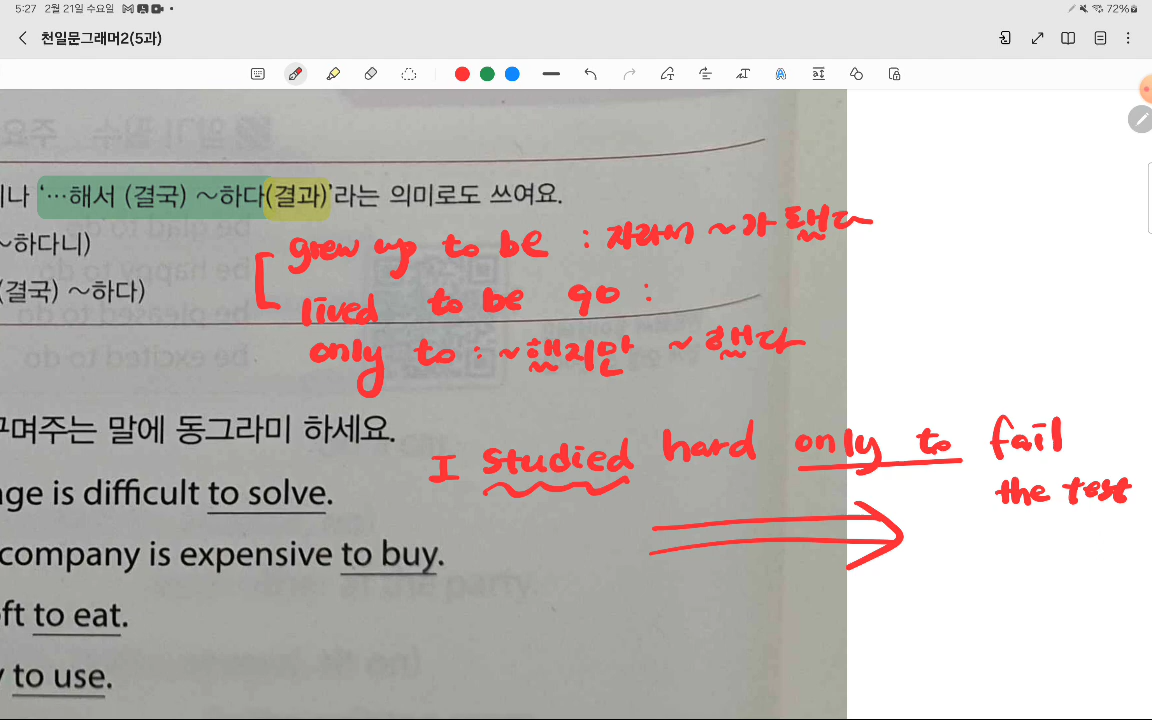 5:27 2월 21일 수요일
72%
천일문그래머2(5과)
'…해서 (결국) ～하다(결과)'라는 의미로도 쓰여요.
～하다니)
grew up to be : 자라서 ~가 됐다
(결국) ～하다)
lived to be 90 :
only to : ~했지만 ~했다
꾸며주는 말에 동그라미 하세요.
I studied hard only to fail
the test
is difficult to solve.
company is expensive to buy.
to eat.
to use.